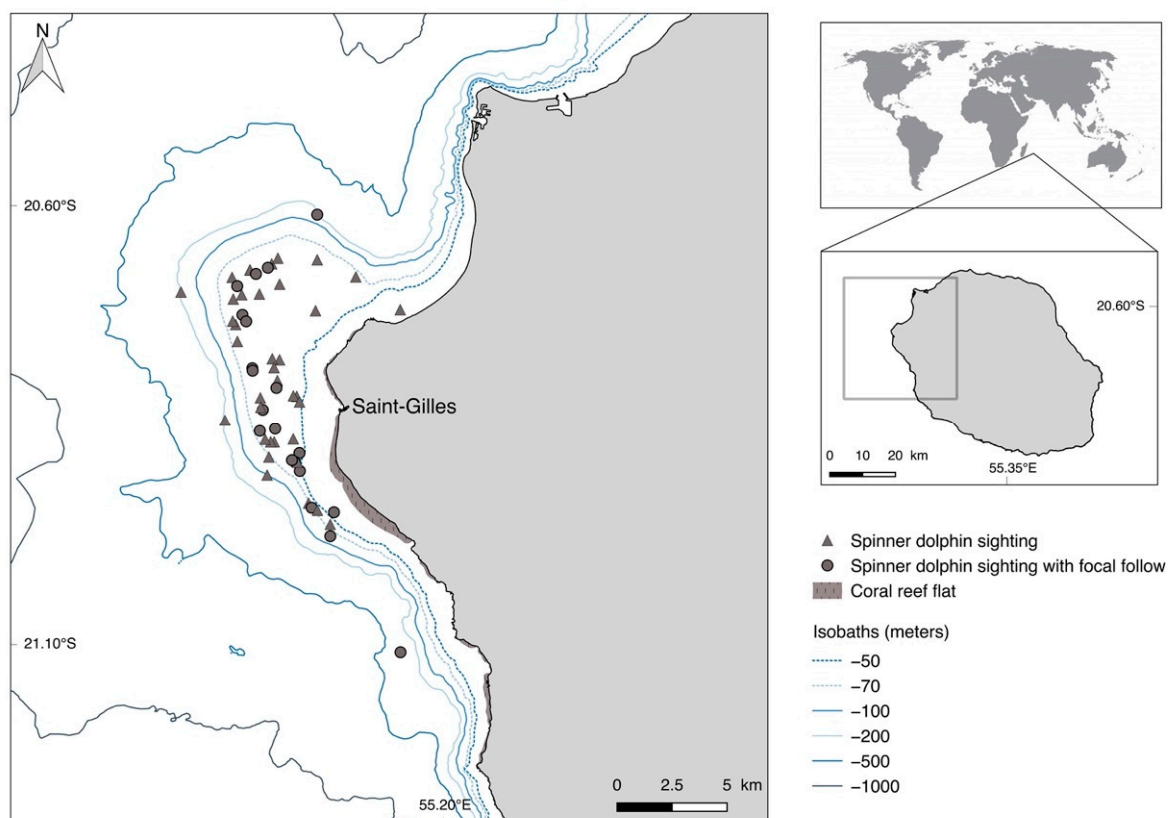 N
20.60°S
Saint-Gilles
21.10°S
55.20°E
0 2.5 5 km
20.60°S
0 10 20 km
55.35°E
Spinner dolphin sighting
Spinner dolphin sighting with focal follow
Coral reef flat
Isobaths (meters)
−50
−70
−100
−200
−500
−1000